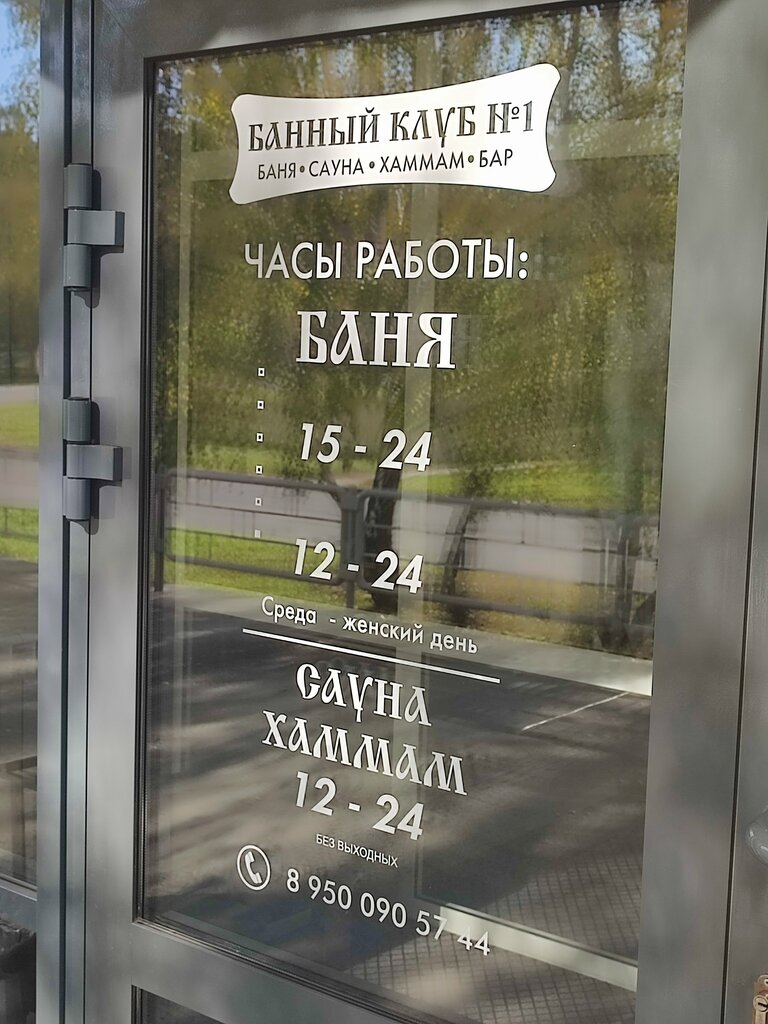 БАННЫЙ КЛУБ №1
БАНЯ • САУНА • ХАММАМ • БАР
ЧАСЫ РАБОТЫ:
БАНЯ
15 - 24
12 - 24
Среда - женский день
САУНА
ХАММАМ
12 - 24
БЕЗ ВЫХОДНЫХ
8 950 090 57 44